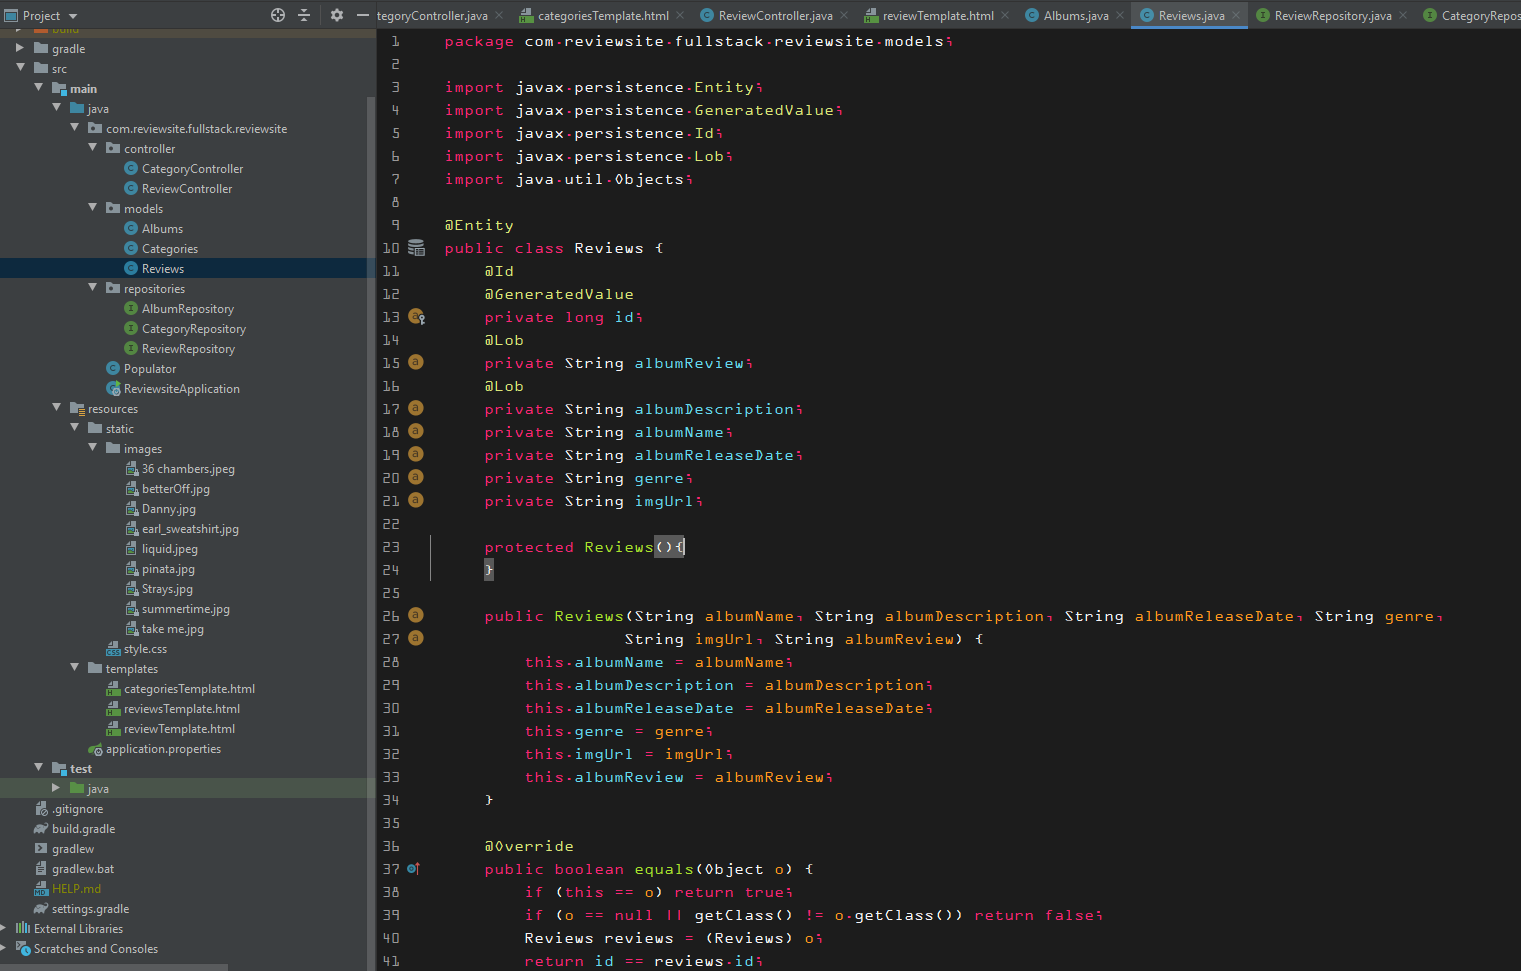 Project
tegoryController.java
categoriesTemplate.html
ReviewController.java
reviewTemplate.html
Albums.java
Reviews.java
ReviewRepository.java
CategoryRepos
build
gradle
src
main
java
com.reviewsite.fullstack.reviewsite
controller
CategoryController
ReviewController
models
Albums
Categories
Reviews
repositories
AlbumRepository
CategoryRepository
ReviewRepository
Populator
ReviewsiteApplication
resources
static
images
36 chambers.jpeg
betterOff.jpg
Danny.jpg
earl_sweatshirt.jpg
liquid.jpeg
pinata.jpg
Strays.jpg
summertime.jpg
take me.jpg
style.css
templates
categoriesTemplate.html
reviewsTemplate.html
reviewTemplate.html
application.properties
test
java
.gitignore
build.gradle
gradlew
gradlew.bat
HELP.md
settings.gradle
External Libraries
Scratches and Consoles
1 package com.reviewsite.fullstack.reviewsite.models;
2
3 import javax.persistence.Entity;
4 import javax.persistence.GeneratedValue;
5 import javax.persistence.Id;
6 import javax.persistence.Lob;
7 import java.util.Objects;
8
9 @Entity
10 public class Reviews {
11 @Id
12 @GeneratedValue
13 private long id;
14 @Lob
15 private String albumReview;
16 @Lob
17 private String albumDescription;
18 private String albumName;
19 private String albumReleaseDate;
20 private String genre;
21 private String imgUrl;
22
23 protected Reviews(){
24 }
25
26 public Reviews(String albumName, String albumDescription, String albumReleaseDate, String genre,
27 String imgUrl, String albumReview) {
28 this.albumName = albumName;
29 this.albumDescription = albumDescription;
30 this.albumReleaseDate = albumReleaseDate;
31 this.genre = genre;
32 this.imgUrl = imgUrl;
33 this.albumReview = albumReview;
34 }
35
36 @Override
37 public boolean equals(Object o) {
38 if (this == o) return true;
39 if (o == null || getClass() != o.getClass()) return false;
40 Reviews reviews = (Reviews) o;
41 return id == reviews.id;